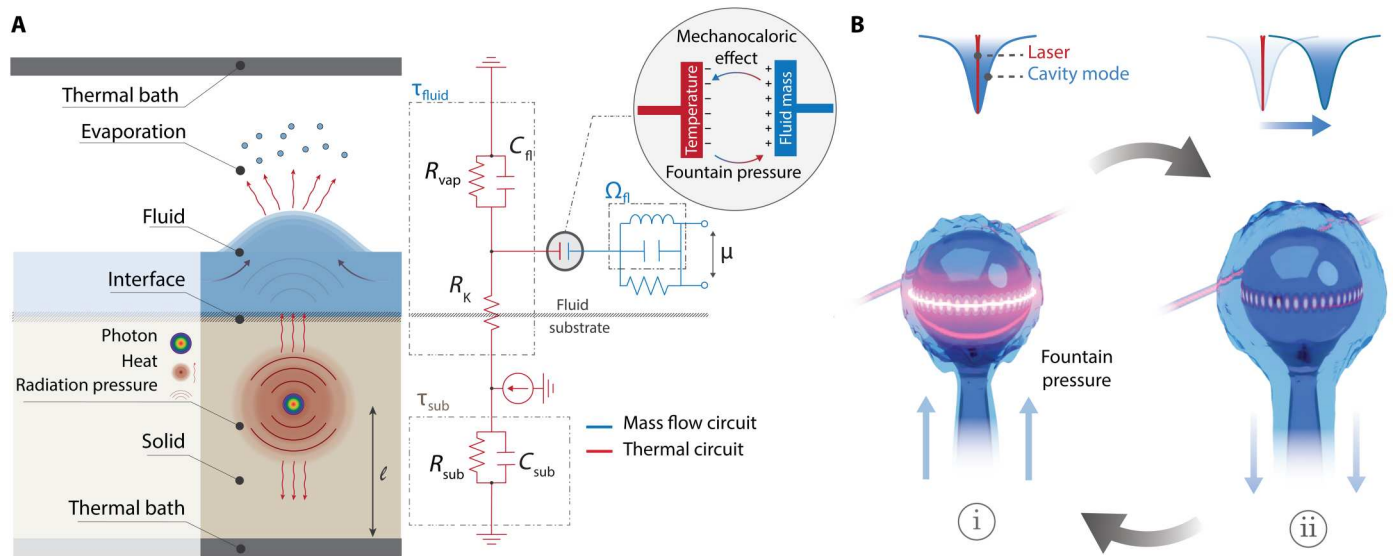 A
Thermal bath
Evaporation
Fluid
Interface
Photon
Heat
Radiation pressure
Solid
Thermal bath
ℓ
τfluid
Cfl
Rvap
RK
Fluid
substrate
τsub
Rsub
Csub
Mechanocaloric
effect
Temperature
Fluid mass
− − − − − −
+ + + + + +
Fountain pressure
Ωfl
μ
Mass flow circuit
Thermal circuit
B
Laser
Cavity mode
Fountain
pressure
i
ii